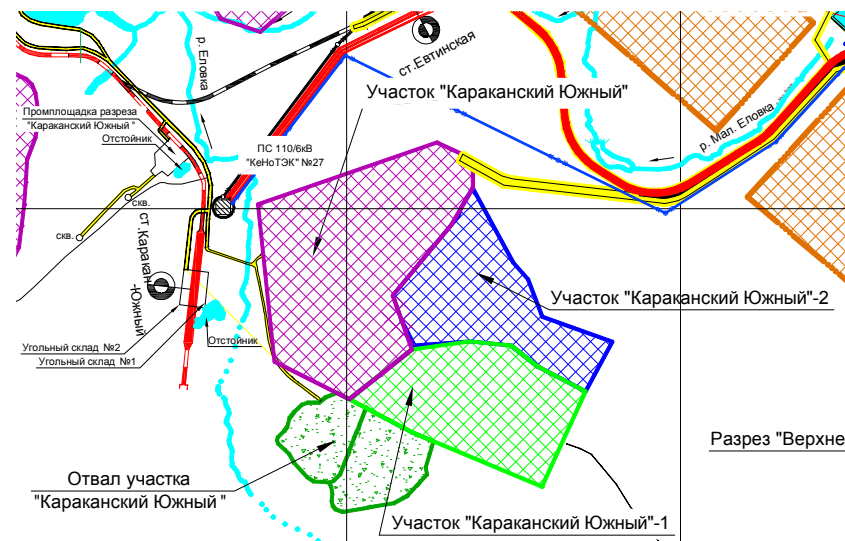 р. Еловка
ст.Евтинская
Участок "Караканский Южный"
р. Мал. Еловка
Промплощадка разреза
"Караканский Южный "
Отстойник
ПС 110/6кВ
"КеНоТЭК" №27
скв.
скв.
ст.Каракан
-Южный
Участок "Караканский Южный"-2
Угольный склад №2
Угольный склад №1
Отстойник
Разрез "Верхне
Отвал участка
"Караканский Южный "
Участок "Караканский Южный"-1